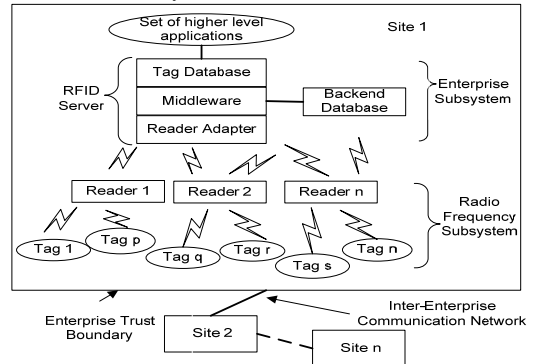 Set of higher level
applications
Site 1
Tag Database
RFID
Server
Middleware
Backend
Database
Enterprise
Subsystem
Reader Adapter
Reader 1
Reader 2
Reader n
Radio
Frequency
Subsystem
Tag 1
Tag p
Tag q
Tag r
Tag s
Tag n
Enterprise Trust
Boundary
Inter-Enterprise
Communication Network
Site 2
Site n